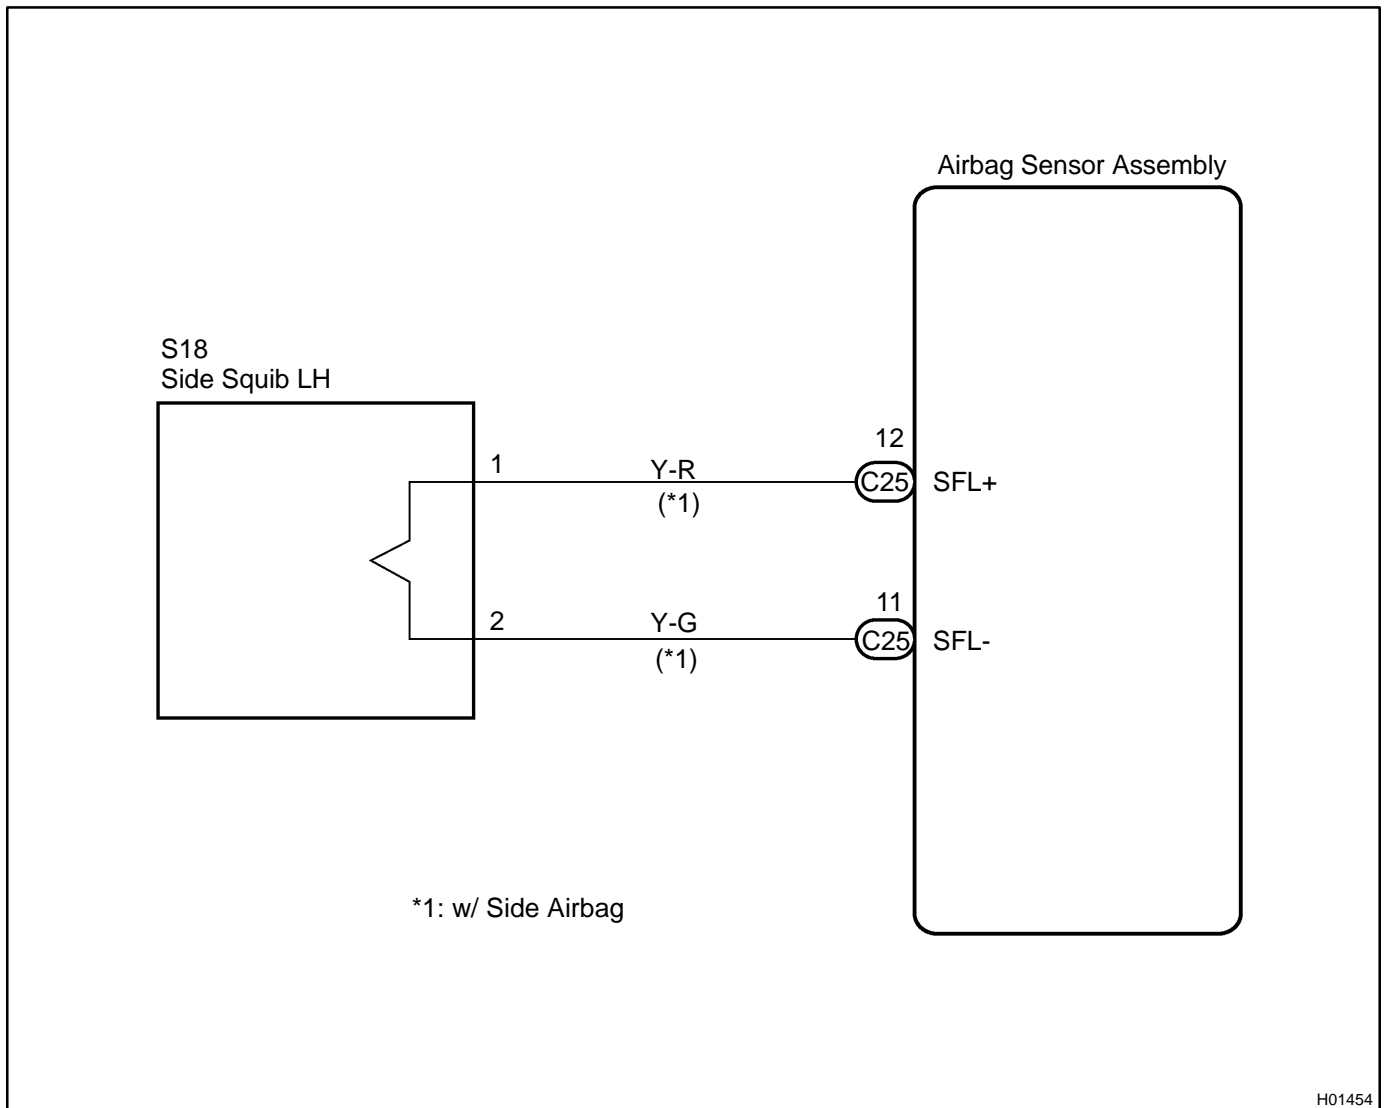 Airbag Sensor Assembly
S18
Side Squib LH
12
1
Y-R
C25
SFL+
(*1)
11
2
Y-G
C25
SFL-
(*1)
*1: w/ Side Airbag
H01454